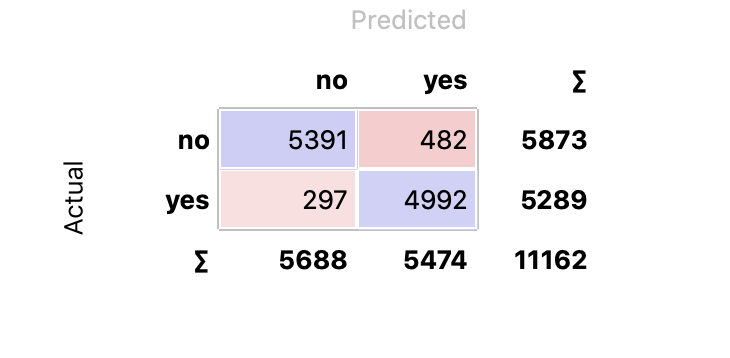 Predicted
no yes ∑
no 5391 482 5873
Actual
yes 297 4992 5289
∑ 5688 5474 11162